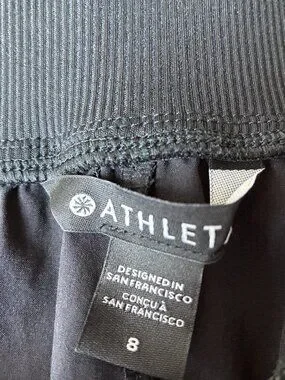 ATHLETA
DESIGNED IN
SAN FRANCISCO
CONÇU À
SAN FRANCISCO
8